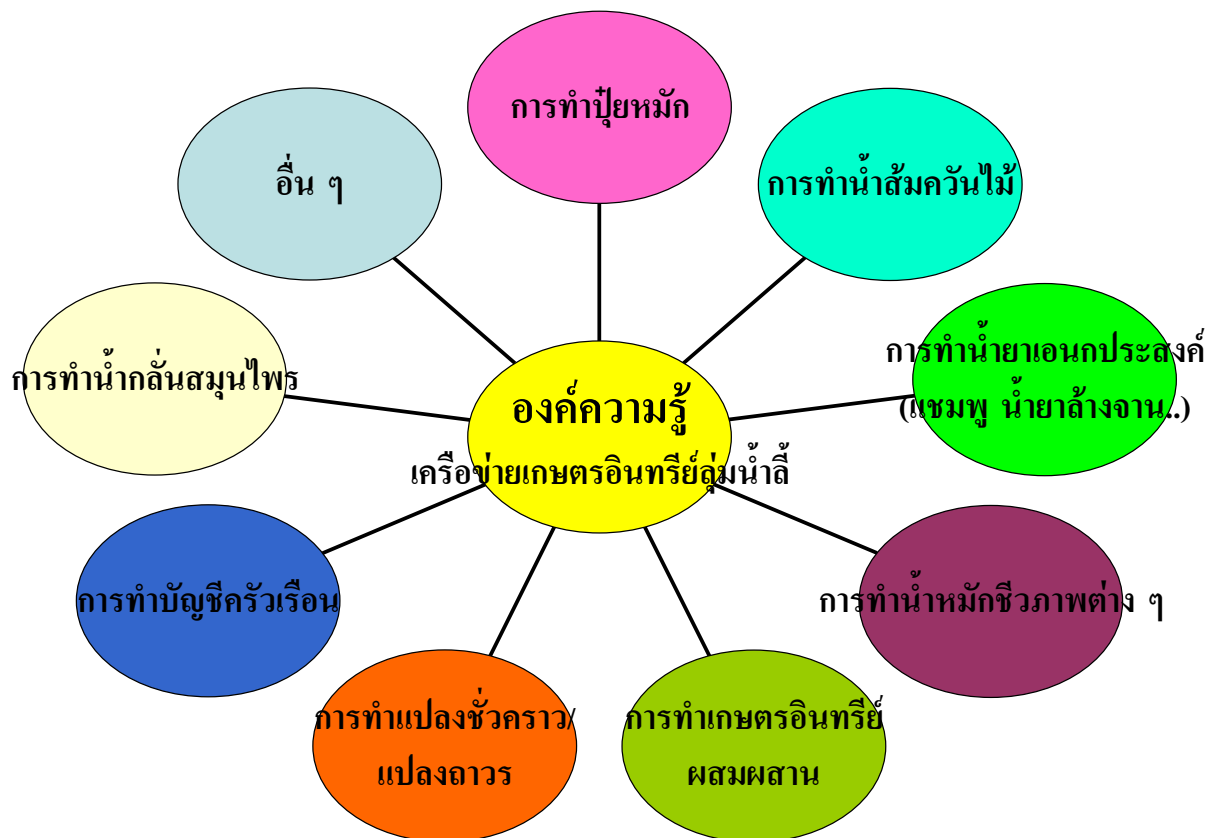 การทำปุ๋ยหมัก
อื่น ๆ
การทำน้ำส้มควันไม้
การทำน้ำยาเอนกประสงค์
(แชมพู น้ำยาล้างจาน..)
การทำน้ำกลั่นสมุนไพร
องค์ความรู้
เครือข่ายเกษตรอินทรีย์ลุ่มน้ำลี้
การทำบัญชีครัวเรือน
การทำน้ำหมักชีวภาพต่าง ๆ
การทำแปลงชั่วคราว/
แปลงถาวร
การทำเกษตรอินทรีย์
ผสมผสาน